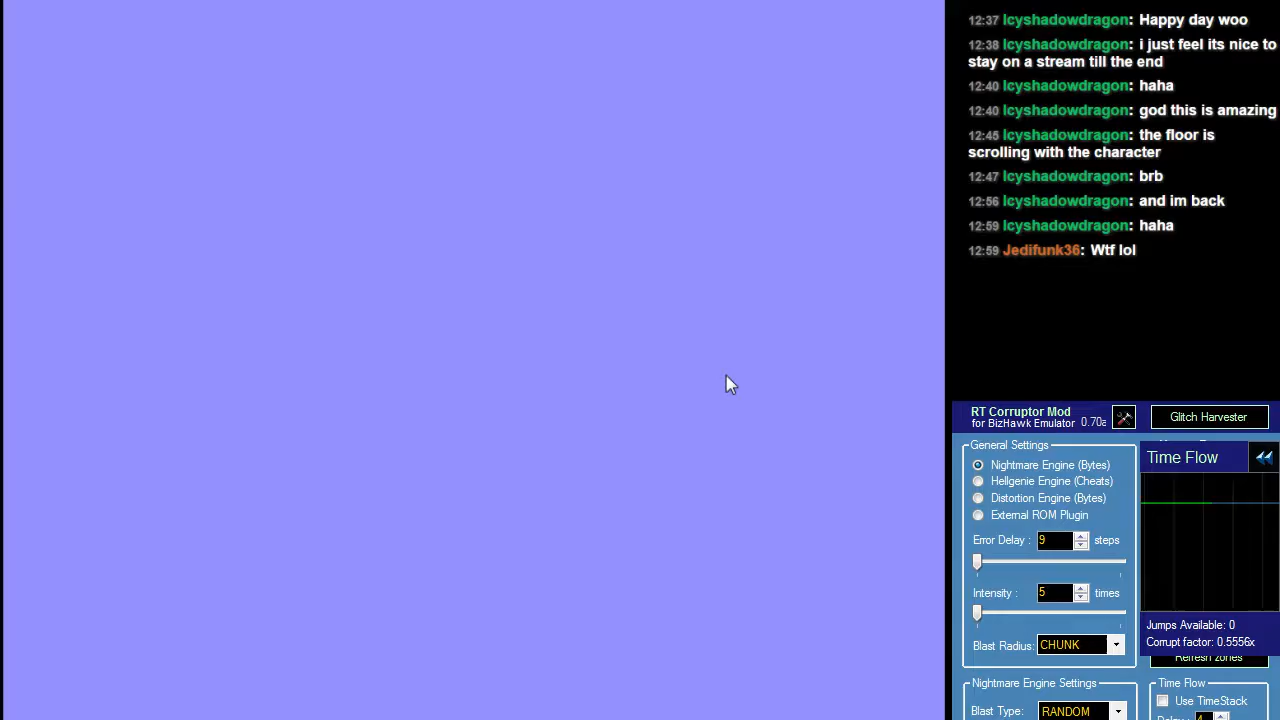 12:37 Icyshadowdragon: Happy day woo
12:38 Icyshadowdragon: i just feel its nice to
stay on a stream till the end
12:40 Icyshadowdragon: haha
12:40 Icyshadowdragon: god this is amazing
12:45 Icyshadowdragon: the floor is
scrolling with the character
12:47 Icyshadowdragon: brb
12:56 Icyshadowdragon: and im back
12:59 Icyshadowdragon: haha
12:59 Jedifunk36: Wtf lol
RT Corruptor Mod
for BizHawk Emulator 0.70a
Glitch Harvester
General Settings
Nightmare Engine (Bytes)
Hellgenie Engine (Cheats)
Distortion Engine (Bytes)
External ROM Plugin
Error Delay : 9 steps
Intensity : 5 times
Blast Radius: CHUNK
Time Flow
Jumps Available: 0
Corrupt factor: 0.5556x
Refresh zones
Nightmare Engine Settings
Blast Type: RANDOM
Time Flow
Use TimeStack